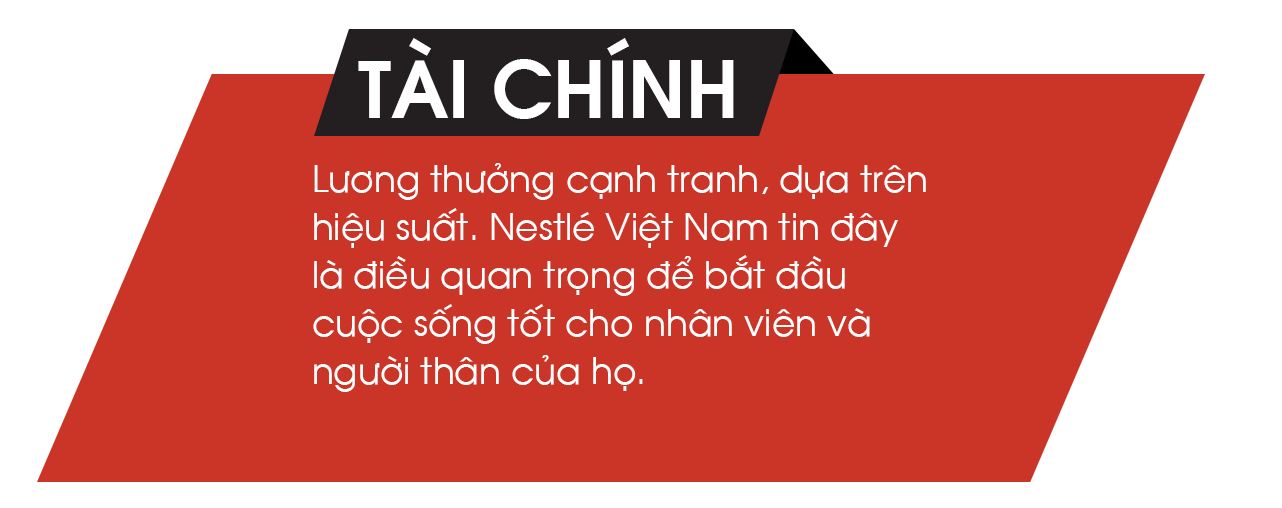 TÀI CHÍNH
Lương thưởng cạnh tranh, dựa trên
hiệu suất. Nestlé Việt Nam tin đây
là điều quan trọng để bắt đầu
cuộc sống tốt cho nhân viên và
người thân của họ.